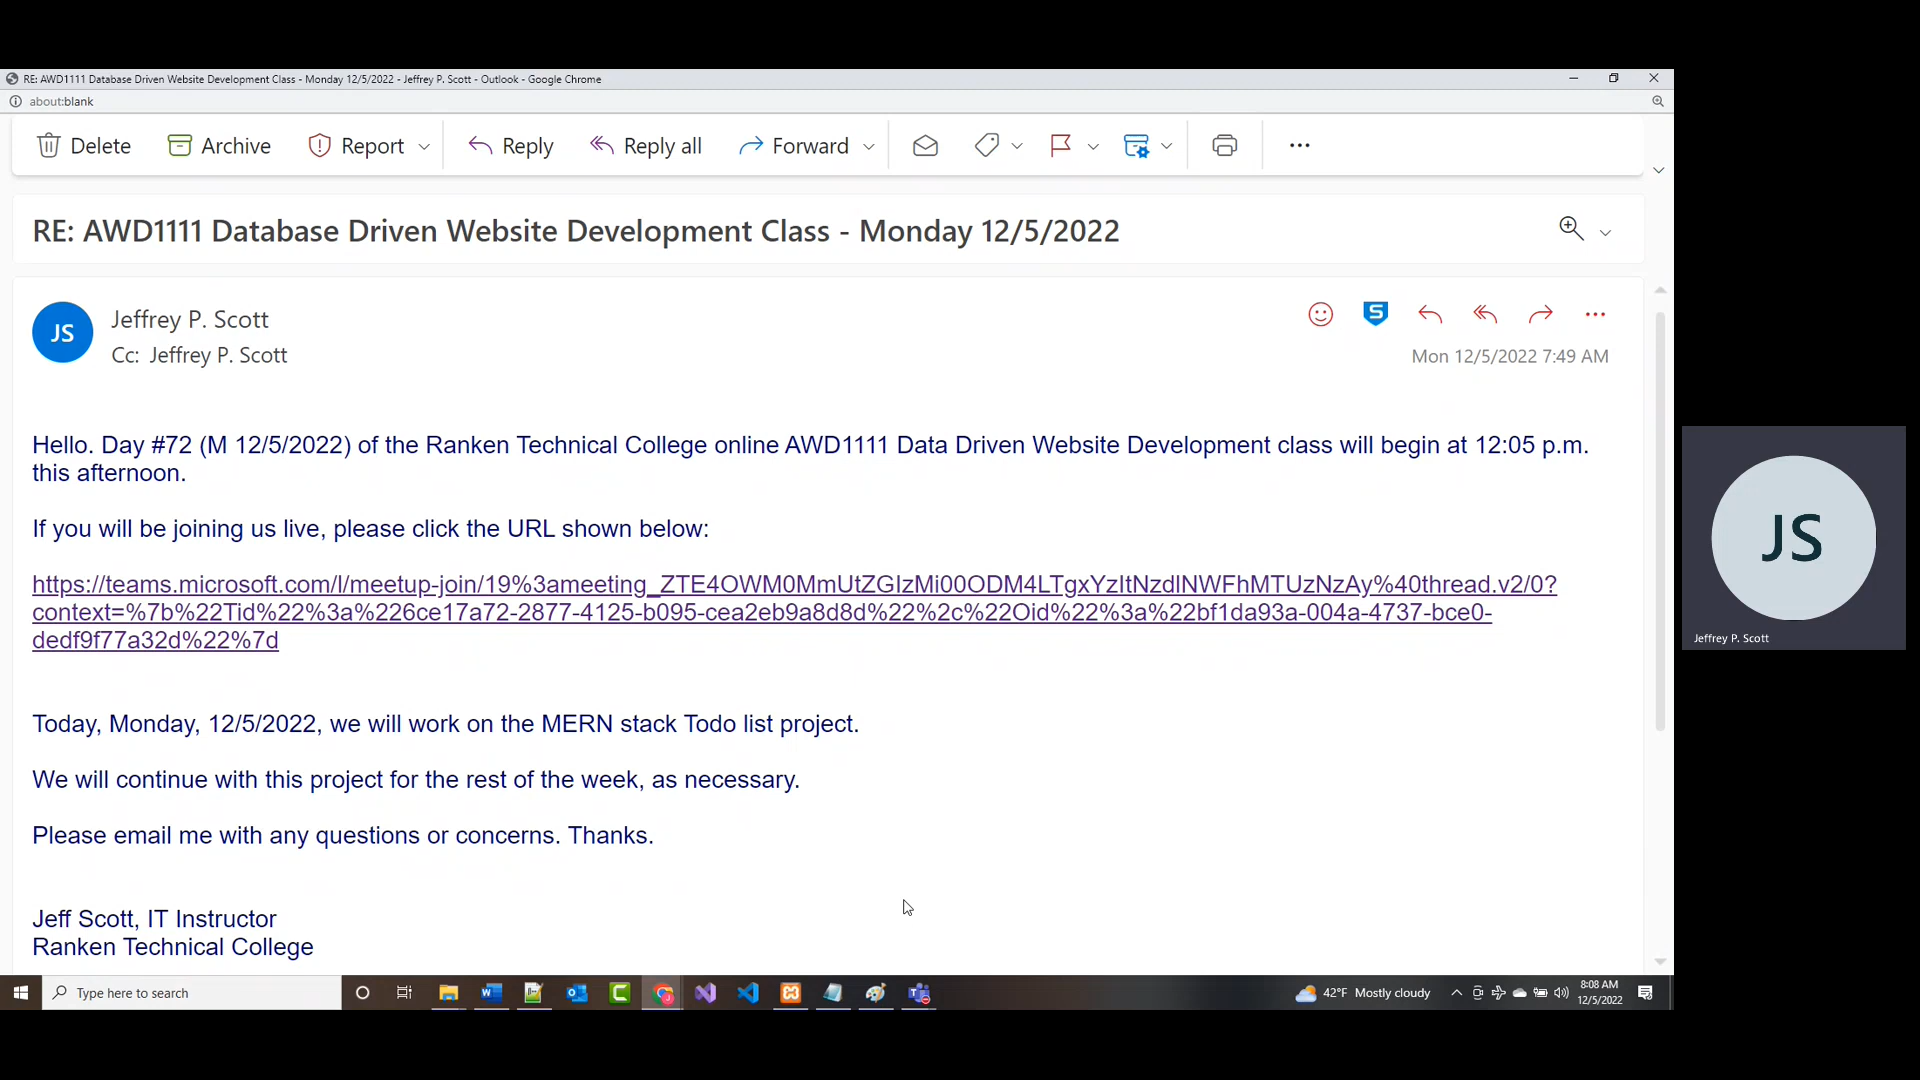 RE: AWD1111 Database Driven Website Development Class - Monday 12/5/2022 - Jeffrey P. Scott - Outlook - Google Chrome
about:blank
Delete Archive Report Reply Reply all Forward
RE: AWD1111 Database Driven Website Development Class - Monday 12/5/2022
JS
Jeffrey P. Scott
Cc: Jeffrey P. Scott
S
Mon 12/5/2022 7:49 AM
Hello. Day #72 (M 12/5/2022) of the Ranken Technical College online AWD1111 Data Driven Website Development class will begin at 12:05 p.m.
this afternoon.
If you will be joining us live, please click the URL shown below:
https://teams.microsoft.com/l/meetup-join/19%3ameeting_ZTE4OWM0MmUtZGIzMi00ODM4LTgxYzItNzdlNWFhMTUzNzAy%40thread.v2/0?
context=%7b%22Tid%22%3a%226ce17a72-2877-4125-b095-cea2eb9a8d8d%22%2c%22Oid%22%3a%22bf1da93a-004a-4737-bce0-
dedf9f77a32d%22%7d
Today, Monday, 12/5/2022, we will work on the MERN stack Todo list project.
We will continue with this project for the rest of the week, as necessary.
Please email me with any questions or concerns. Thanks.
Jeff Scott, IT Instructor
Ranken Technical College
JS
Jeffrey P. Scott
Type here to search
42°F Mostly cloudy
8:08 AM
12/5/2022